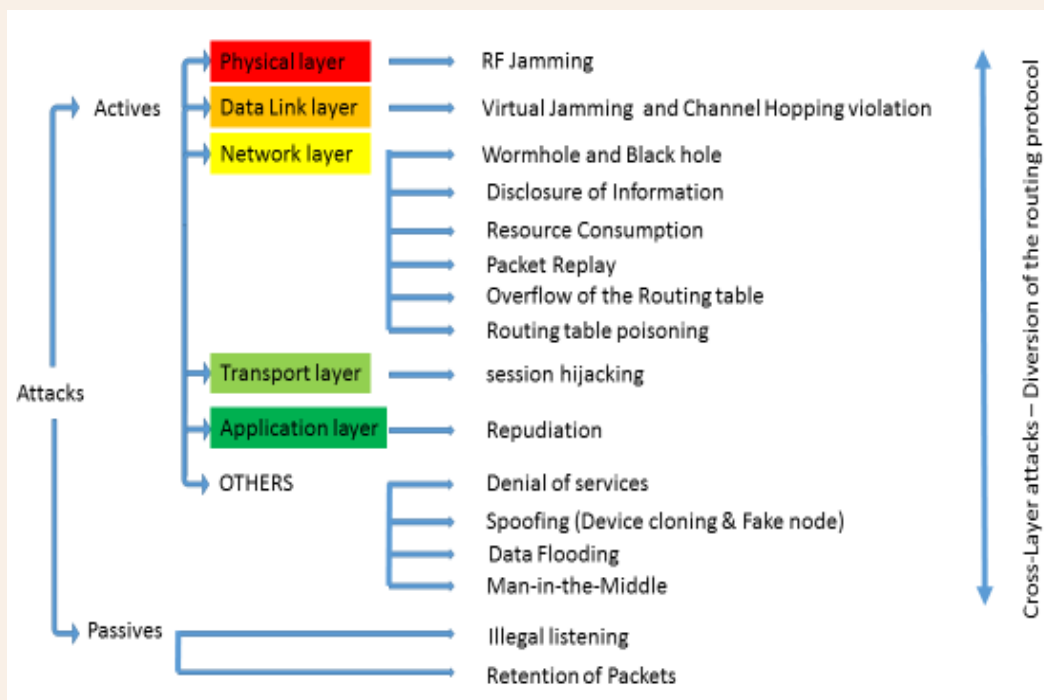 Physical layer
RF Jamming
Actives
Data Link layer
Virtual Jamming and Channel Hopping violation
Network layer
Wormhole and Black hole
Disclosure of Information
Resource Consumption
Packet Replay
Overflow of the Routing table
Routing table poisoning
Transport layer
session hijacking
Attacks
Application layer
Repudiation
OTHERS
Denial of services
Spoofing (Device cloning & Fake node)
Data Flooding
Man-in-the-Middle
Passives
Illegal listening
Retention of Packets
Cross-Layer attacks – Diversion of the routing protocol